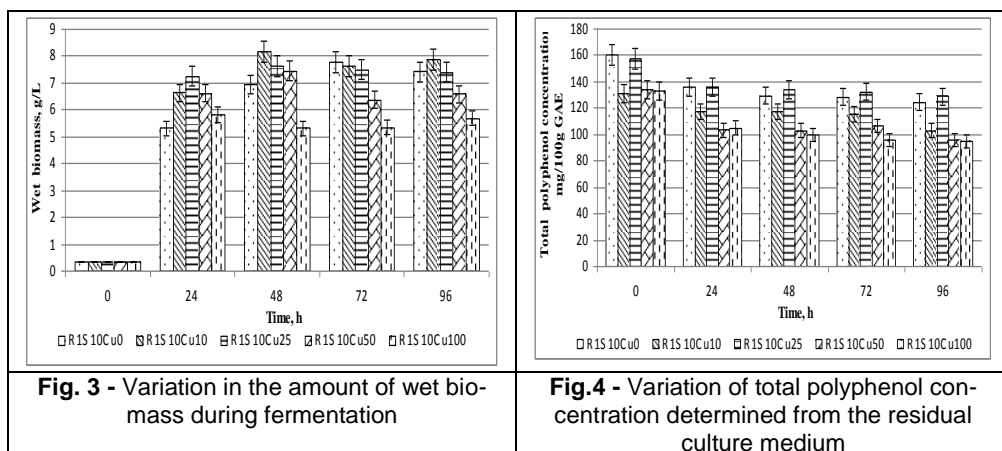 9
8
7
6
5
4
3
2
1
0
Wet biomass, g/L
0 24 48 72 96
Time, h
R1S 10Cu0 R1S 10Cu10 R1S 10Cu25 R1S 10Cu50 R1S 10Cu100
Fig. 3 - Variation in the amount of wet bio-
mass during fermentation
180
160
140
120
100
80
60
40
20
0
Total polyphenol concentration
mg/100g GAE
0 24 48 72 96
Time, h
R1S 10Cu0 R1S 10Cu10 R1S 10Cu25 R1S 10Cu50 R1S 10Cu100
Fig.4 - Variation of total polyphenol con-
centration determined from the residual
culture medium